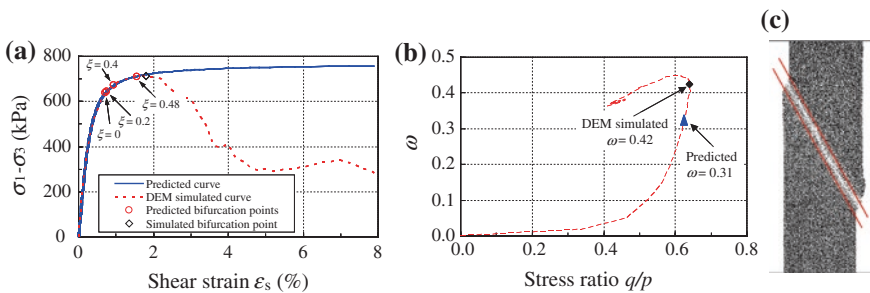 (a)
800
600
400
200
0
σ1-σ3 (kPa)
ξ=0.4
ξ=0.48
ξ=0.2
ξ=0
Predicted curve
DEM simulated curve
Predicted bifurcation points
Simulated bifurcation point
0 2 4 6 8
Shear strain εs (%)
(b)
0.5
0.4
0.3
0.2
0.1
0.0
ω
DEM simulated
ω=0.42
Predicted
ω=0.31
0.0 0.2 0.4 0.6 0.8
Stress ratio q/p
(c)